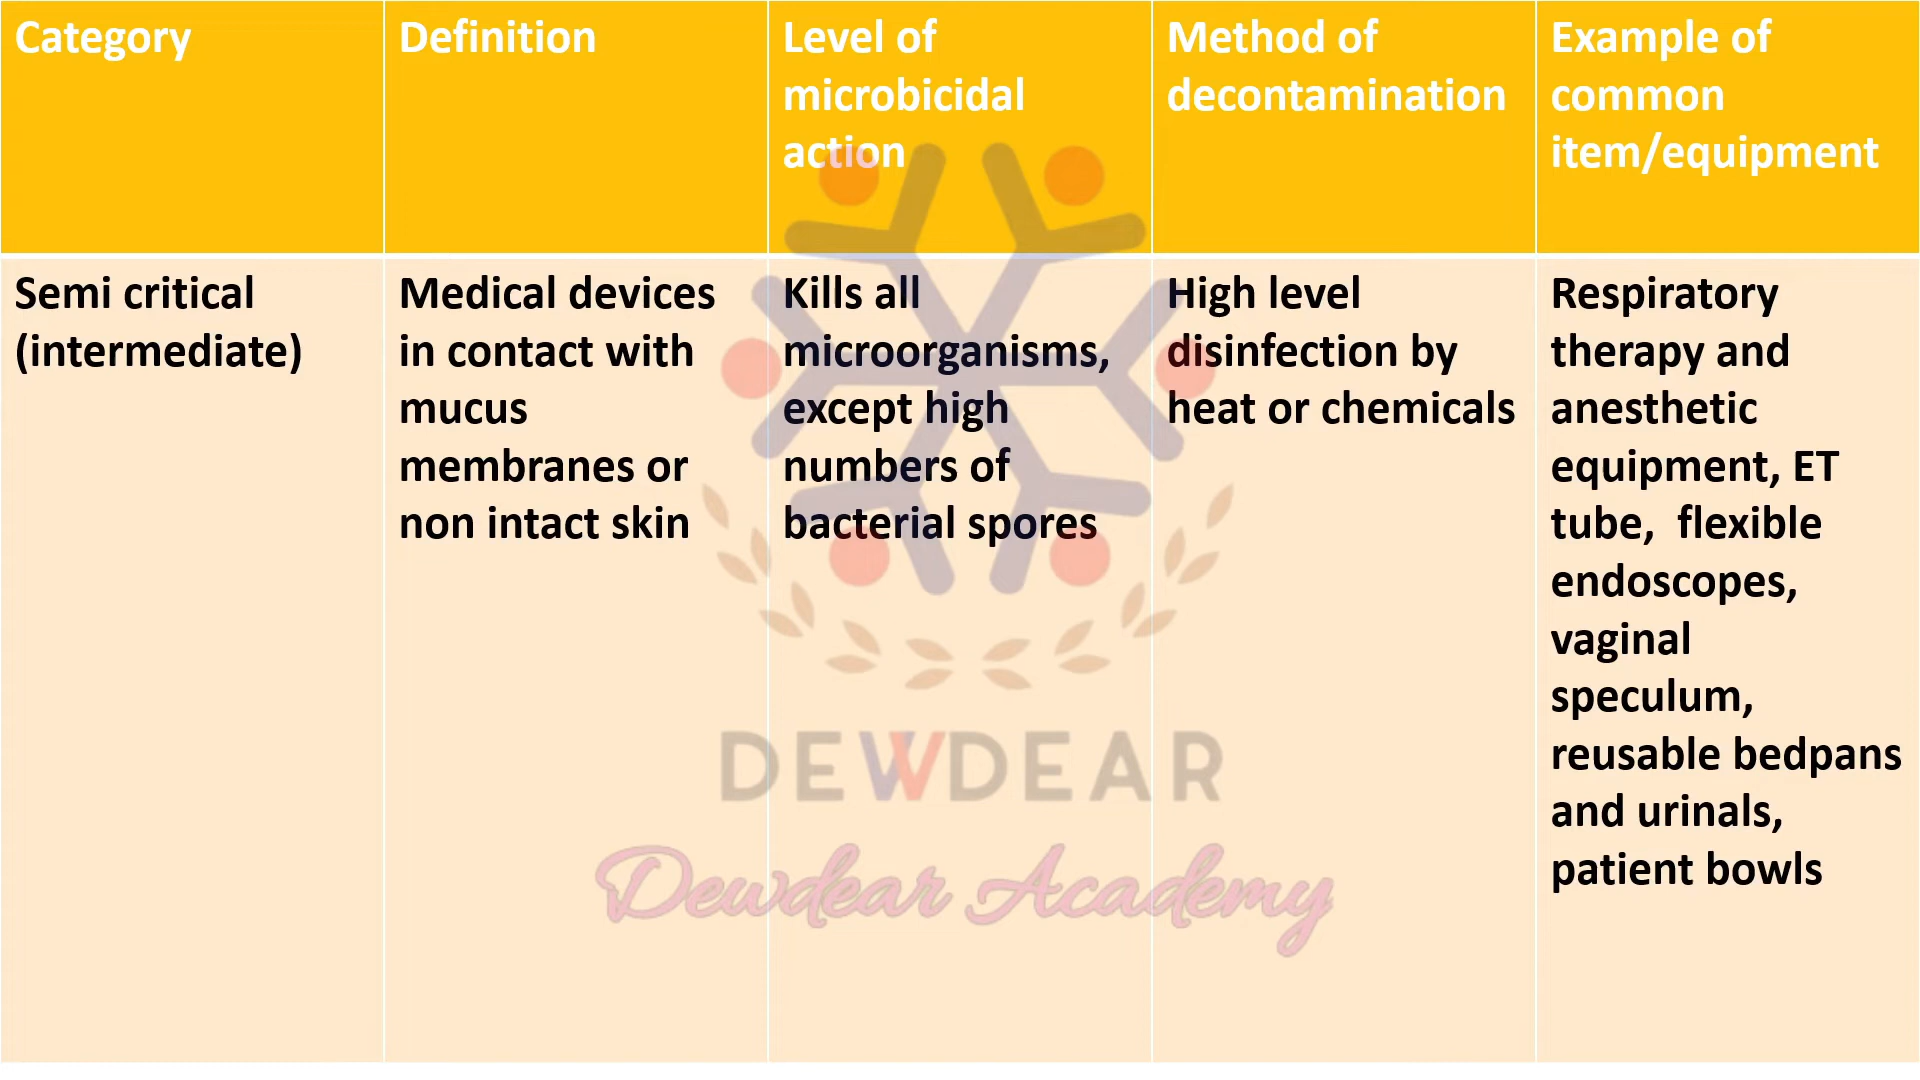 Category
Definition
Level of
microbicidal
action
Method of
decontamination
Example of
common
item/equipment
Semi critical
(intermediate)
Medical devices
in contact with
mucus
membranes or
non intact skin
Kills all
microorganisms,
except high
numbers of
bacterial spores
High level
disinfection by
heat or chemicals
Respiratory
therapy and
anesthetic
equipment, ET
tube, flexible
endoscopes,
vaginal
speculum,
reusable bedpans
and urinals,
patient bowls
DEWDEAR
Dewdear Academy